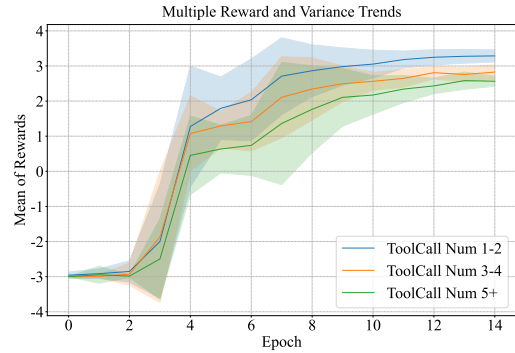 Multiple Reward and Variance Trends
Mean of Rewards
4
3
2
1
0
-1
-2
-3
-4
0 2 4 6 8 10 12 14
Epoch
ToolCall Num 1-2
ToolCall Num 3-4
ToolCall Num 5+